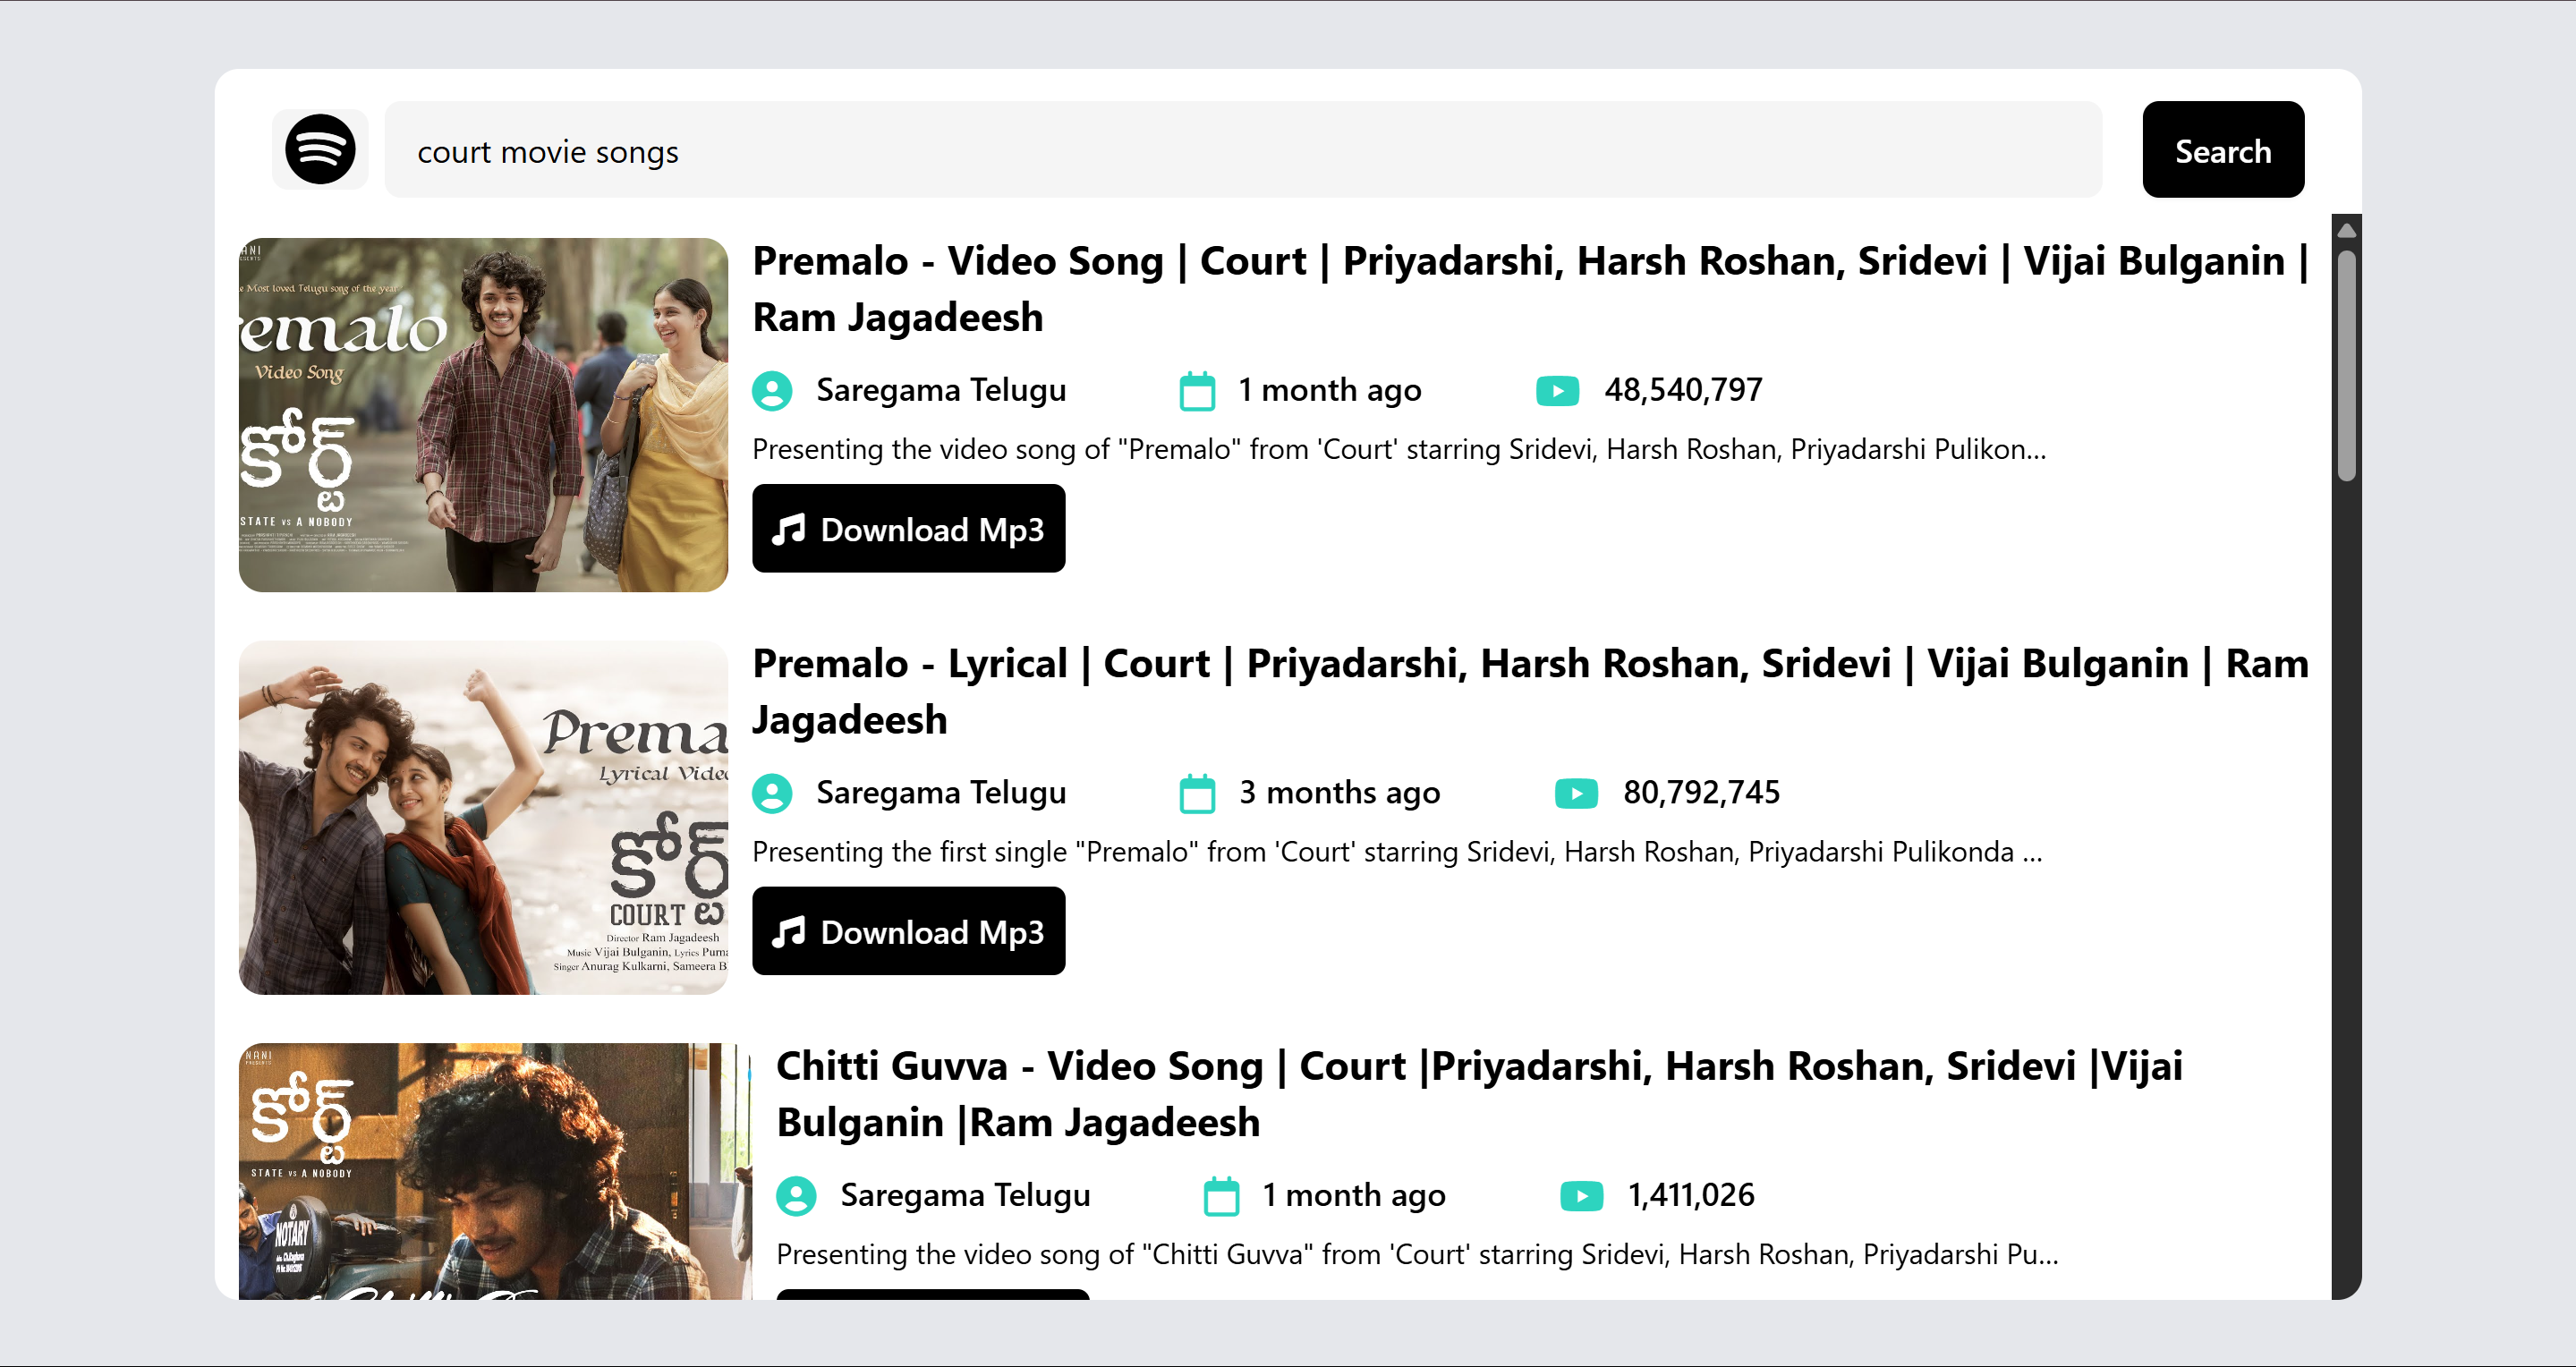 court movie songs
Search
ANI
e Most loved Telugu song of the year
emalo
Video Song
కోర్ట్
STATE vs A NOBODY
Premalo - Video Song | Court | Priyadarshi, Harsh Roshan, Sridevi | Vijai Bulganin |
Ram Jagadeesh
Saregama Telugu
1 month ago
48,540,797
Presenting the video song of "Premalo" from 'Court' starring Sridevi, Harsh Roshan, Priyadarshi Pulikon...
Download Mp3
Prema
Lyrical Vide
కోర్ట్
COURT
Director Ram Jagadeesh
Music Vijai Bulganin, Lyrics Purna
Singer Anurag Kulkarni, Sameera B
Premalo - Lyrical | Court | Priyadarshi, Harsh Roshan, Sridevi | Vijai Bulganin | Ram
Jagadeesh
Saregama Telugu
3 months ago
80,792,745
Presenting the first single "Premalo" from 'Court' starring Sridevi, Harsh Roshan, Priyadarshi Pulikonda ...
Download Mp3
NANI
PRESENTS
కోర్ట్
STATE vs A NOBODY
NOTARY
Chitti Guvva - Video Song | Court |Priyadarshi, Harsh Roshan, Sridevi |Vijai
Bulganin |Ram Jagadeesh
Saregama Telugu
1 month ago
1,411,026
Presenting the video song of "Chitti Guvva" from 'Court' starring Sridevi, Harsh Roshan, Priyadarshi Pu...